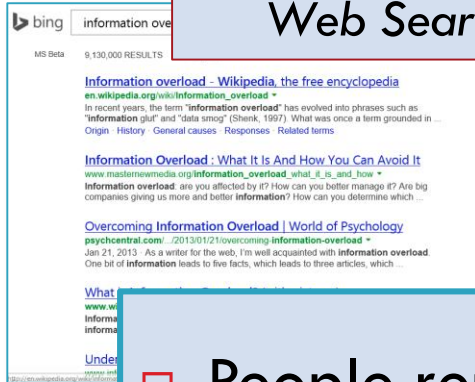 Web Sear
bing
information ove
MS Beta
9,130,000 RESULTS
Information overload - Wikipedia, the free encyclopedia
en.wikipedia.org/wiki/Information_overload
In recent years, the term "information overload" has evolved into phrases such as
"information glut" and "data smog" (Shenk, 1997). What was once a term grounded in ...
Origin · History · General causes · Responses · Related terms
Information Overload : What It Is And How You Can Avoid It
www.masternewmedia.org/information_overload_what_it_is_and_how
Information overload: are you affected by it? How can you better manage it? Are big
companies giving us more and better information? How can you determine which ...
Overcoming Information Overload | World of Psychology
psychcentral.com/.../2013/01/21/overcoming-information-overload
Jan 21, 2013 · As a writer for the web, I'm well acquainted with information overload.
One bit of information leads to five facts, which leads to three articles, which ...
What
www.wi
Informa
informa
Under
People re